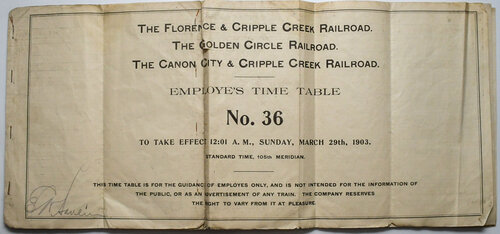 THE FLORENCE & CRIPPLE CREEK RAILROAD.
THE GOLDEN CIRCLE RAILROAD.
THE CANON CITY & CRIPPLE CREEK RAILROAD.
EMPLOYE'S TIME TABLE
No. 36
TO TAKE EFFECT 12:01 A. M., SUNDAY, MARCH 29th, 1903.
STANDARD TIME, 105th MERIDIAN.
THIS TIME TABLE IS FOR THE GUIDANCE OF EMPLOYES ONLY, AND IS NOT INTENDED FOR THE INFORMATION OF
THE PUBLIC, OR AS AN ADVERTISEMENT OF ANY TRAIN. THE COMPANY RESERVES
THE RIGHT TO VARY FROM IT AT PLEASURE.